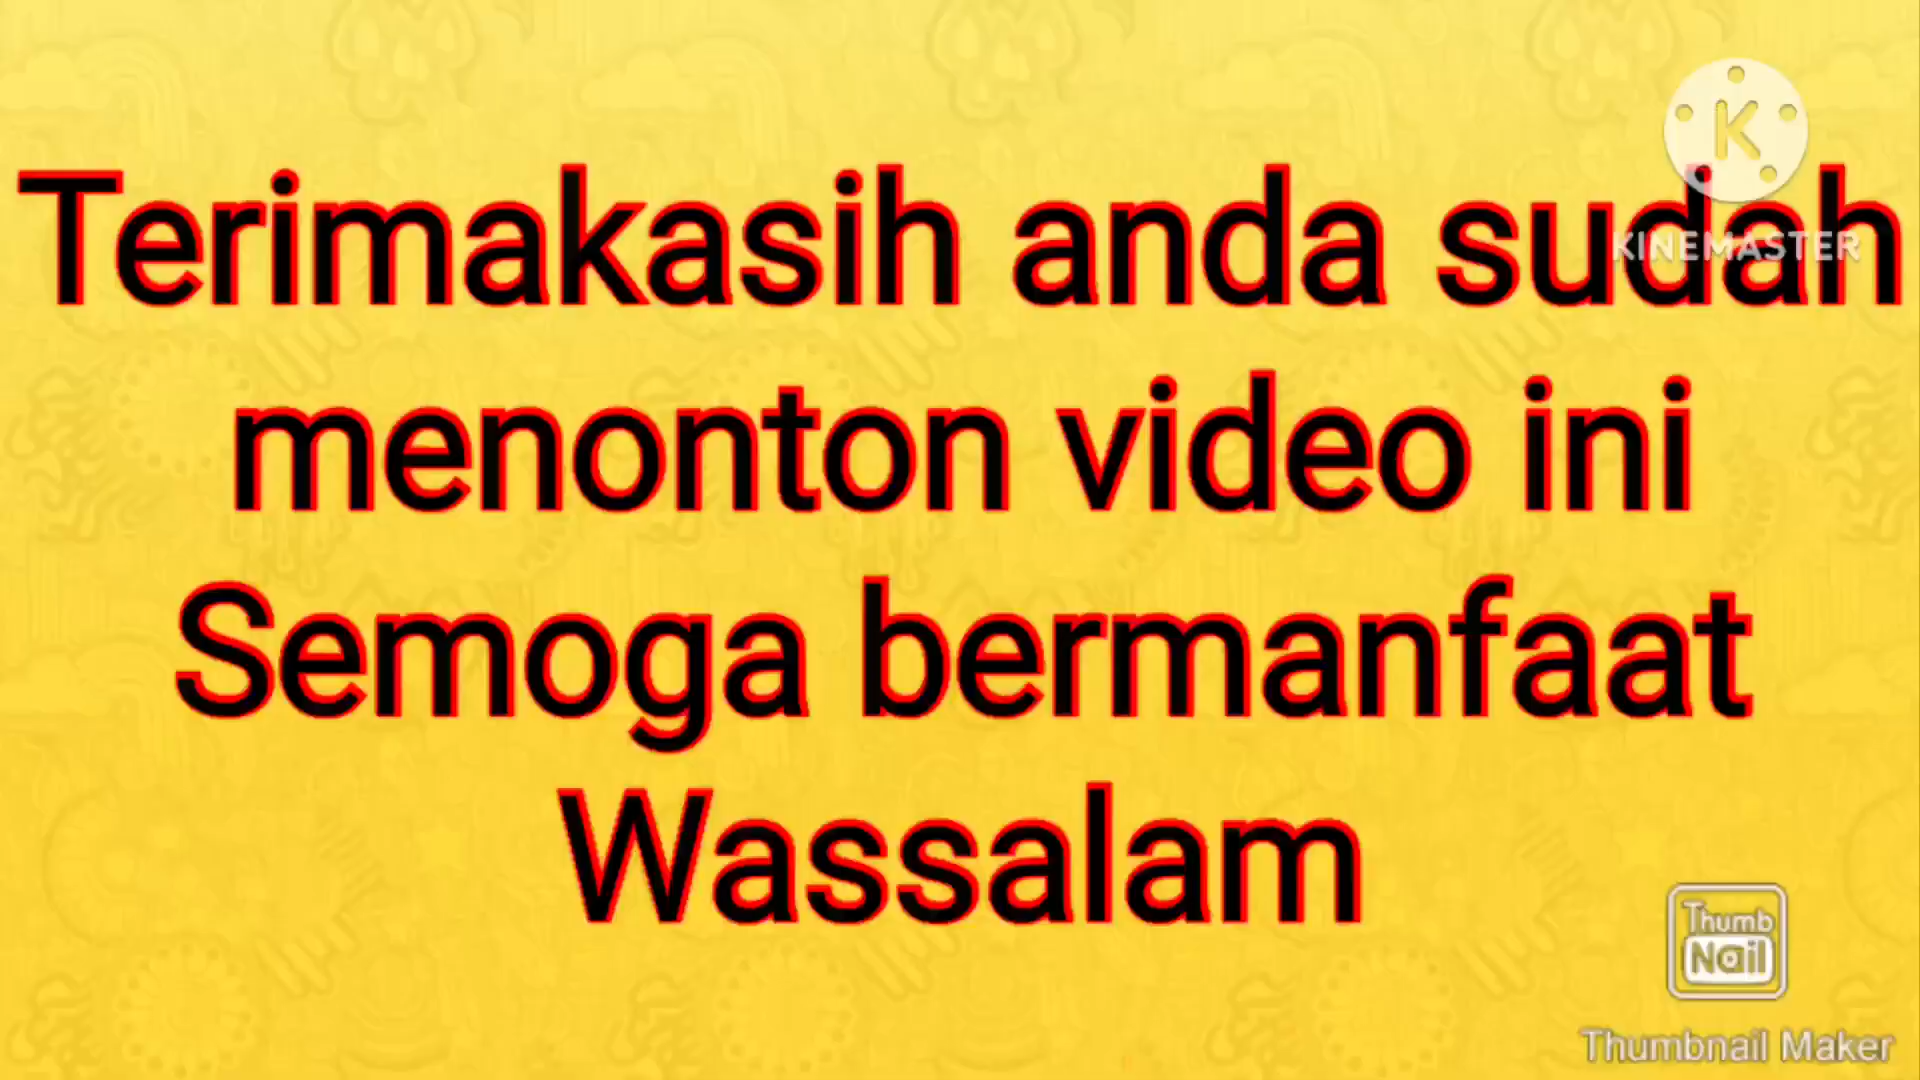 K
KINEMASTER
Terimakasih anda sudah
menonton video ini
Semoga bermanfaat
Wassalam
Thumb
Nail
Thumbnail Maker